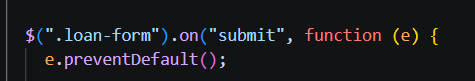 $(".loan-form").on("submit", function (e) {
e.preventDefault();